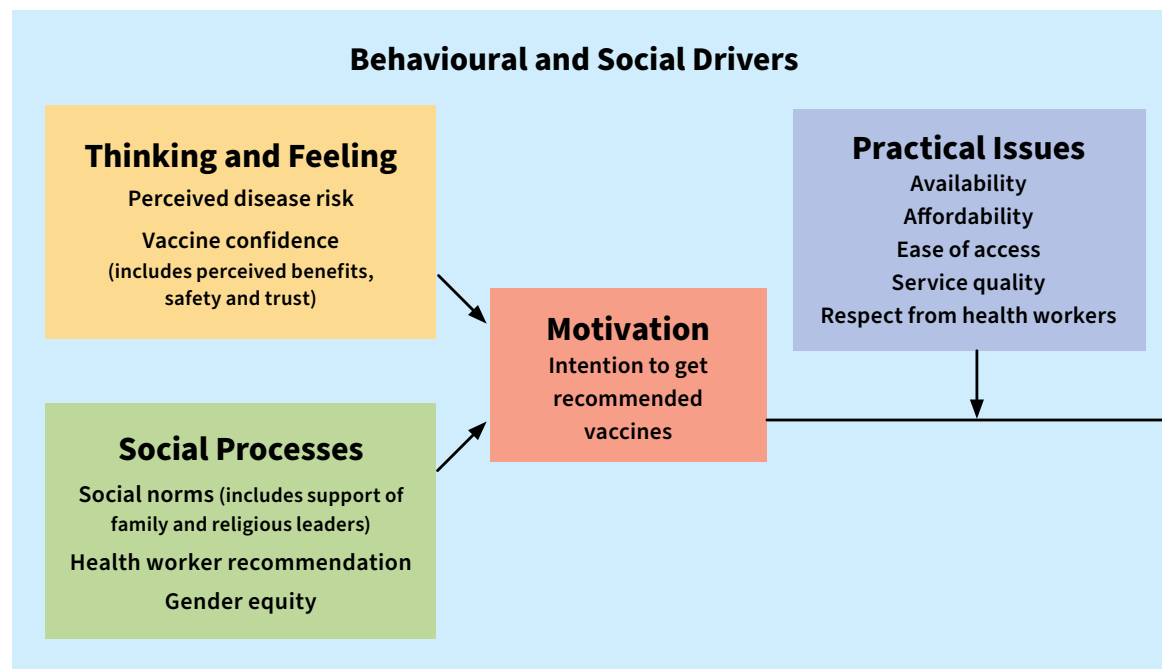 Behavioural and Social Drivers
Thinking and Feeling
Perceived disease risk
Vaccine confidence
(includes perceived benefits,
safety and trust)
Social Processes
Social norms (includes support of
family and religious leaders)
Health worker recommendation
Gender equity
Motivation
Intention to get
recommended
vaccines
Practical Issues
Availability
Affordability
Ease of access
Service quality
Respect from health workers